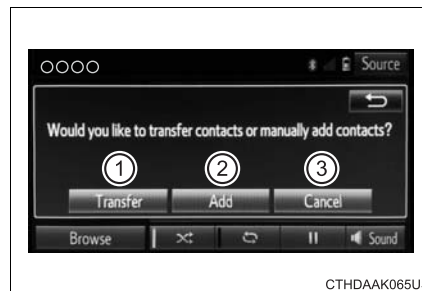 OOOO Source
Would you like to transfer contacts or manually add contacts?
1 2 3
Transfer Add Cancel
Browse Sound
CTHDAAK065U